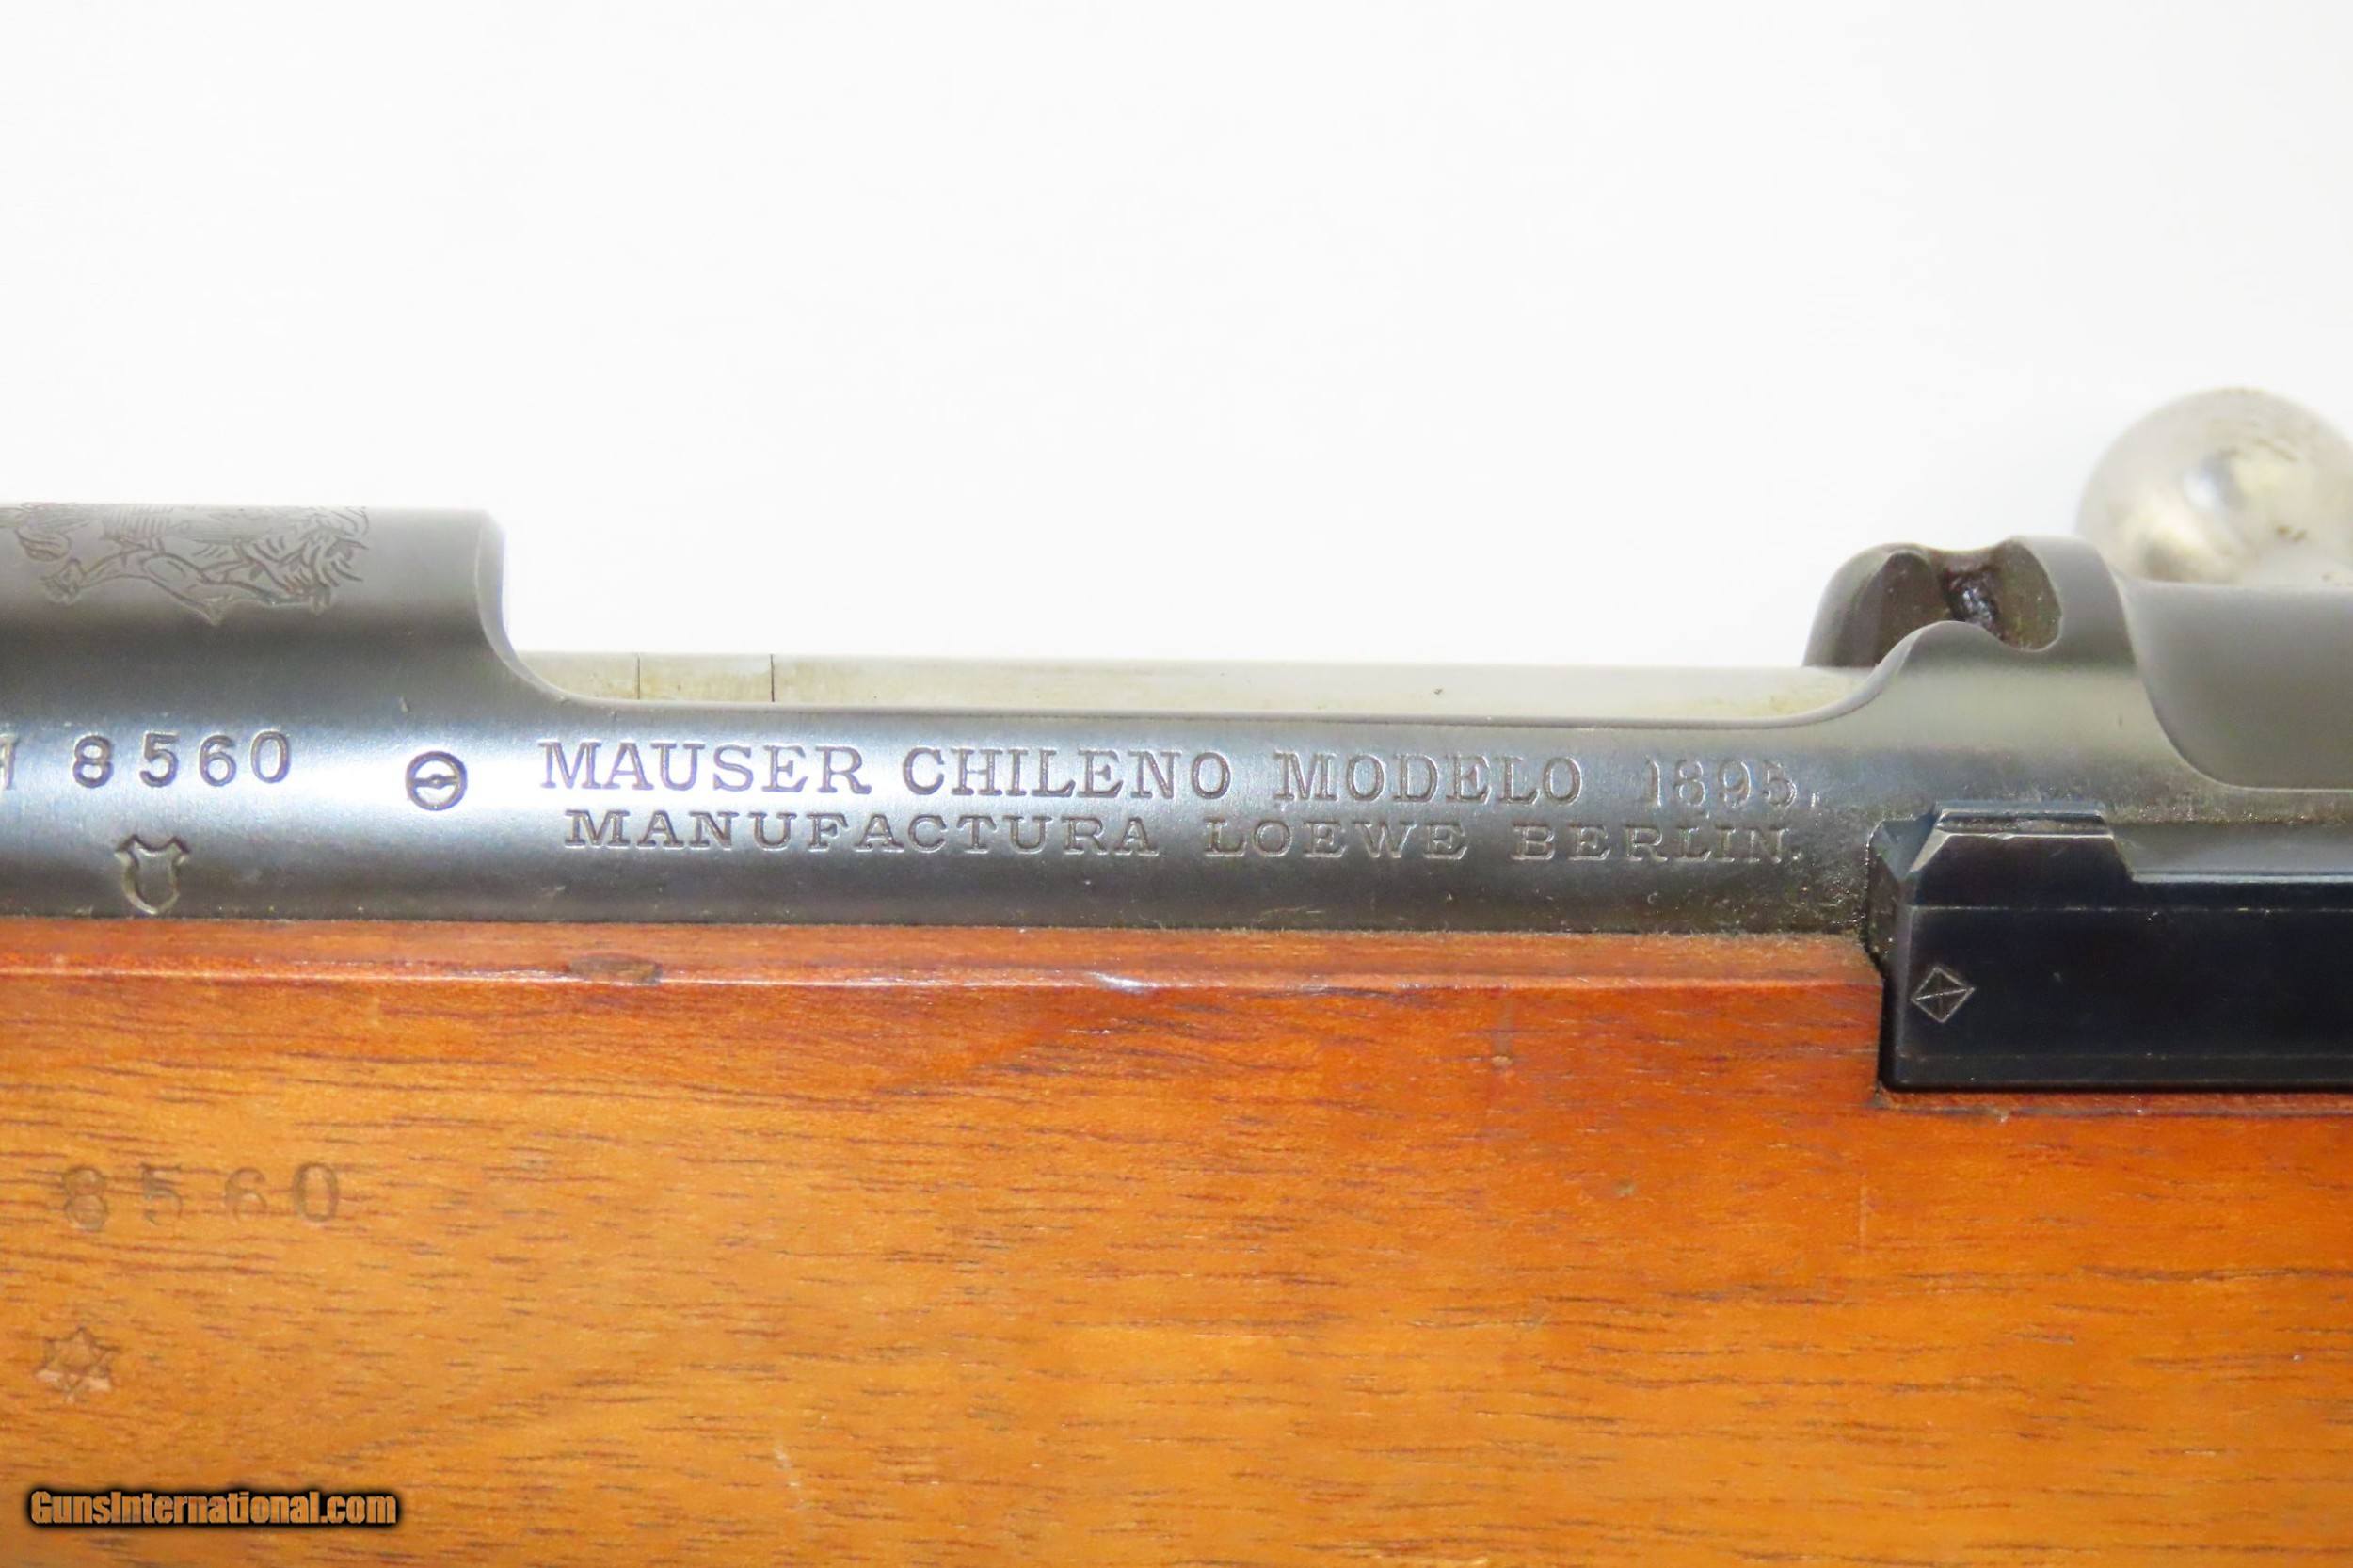 8560
MAUSER CHILENO MODELO 1895.
MANUFACTURA LOEWE BERLIN.
8560
GunsInternational.com